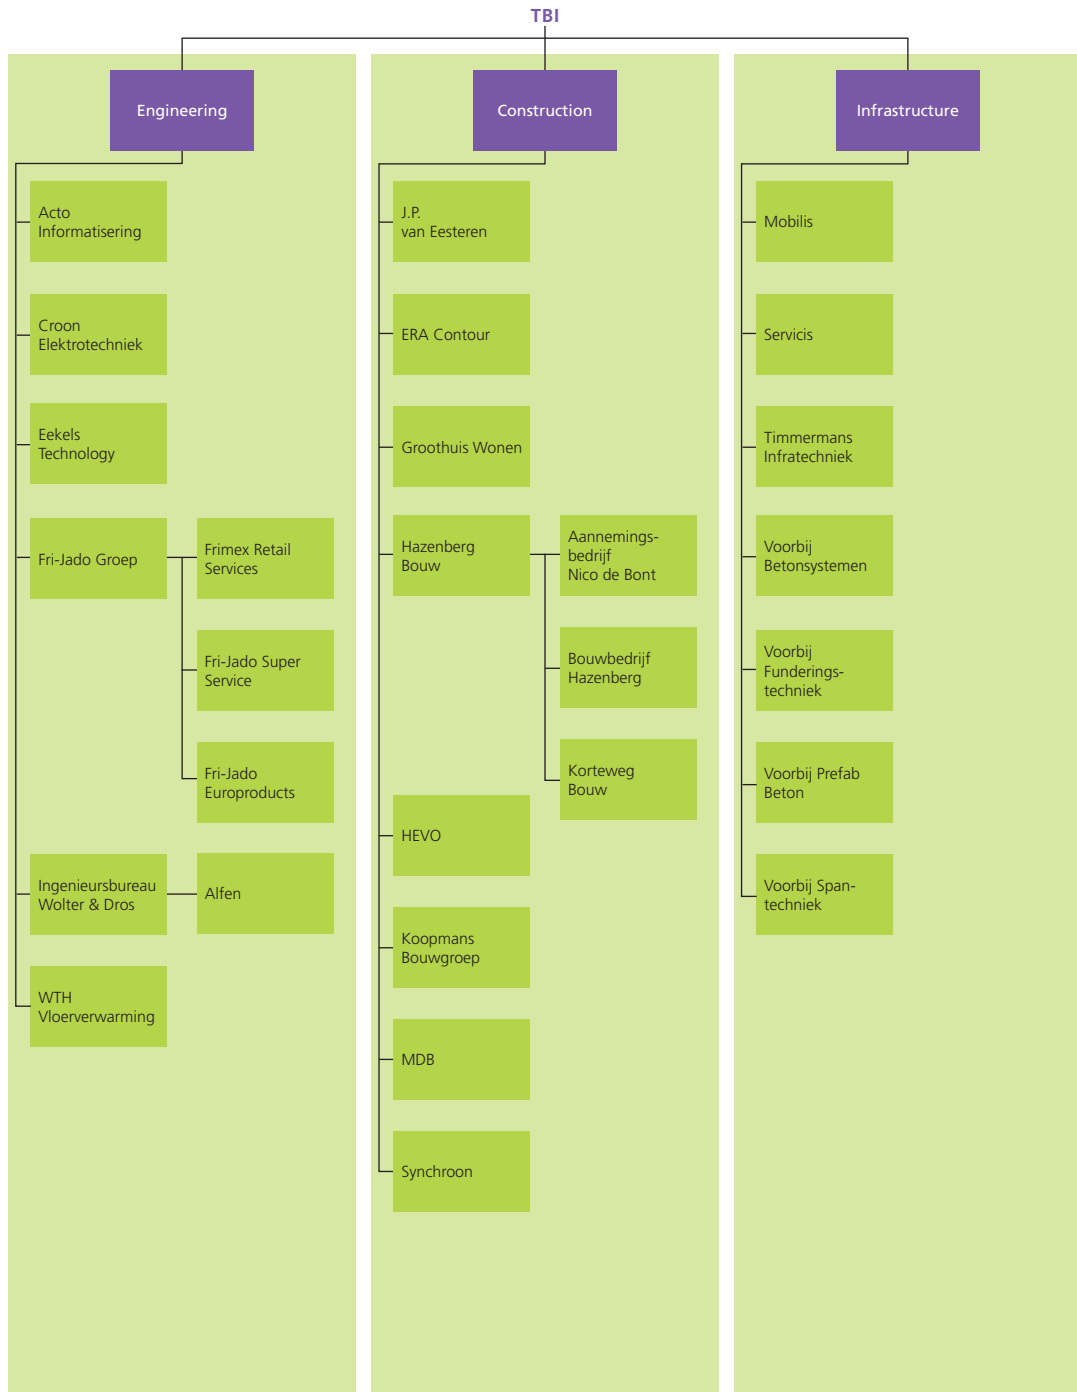 TBI
Engineering
Acto
Informatisering
Croon
Elektrotechniek
Eekels
Technology
Fri-Jado Groep
Frimex Retail
Services
Fri-Jado Super
Service
Fri-Jado
Europroducts
Ingenieursbureau
Wolter & Dros
Alfen
WTH
Vloerverwarming
Construction
J.P.
van Eesteren
ERA Contour
Groothuis Wonen
Hazenberg
Bouw
Aannemings-
bedrijf
Nico de Bont
Bouwbedrijf
Hazenberg
Korteweg
Bouw
HEVO
Koopmans
Bouwgroep
MDB
Synchroon
Infrastructure
Mobilis
Servicis
Timmermans
Infratechniek
Voorbij
Betonsystemen
Voorbij
Funderings-
techniek
Voorbij Prefab
Beton
Voorbij Span-
techniek